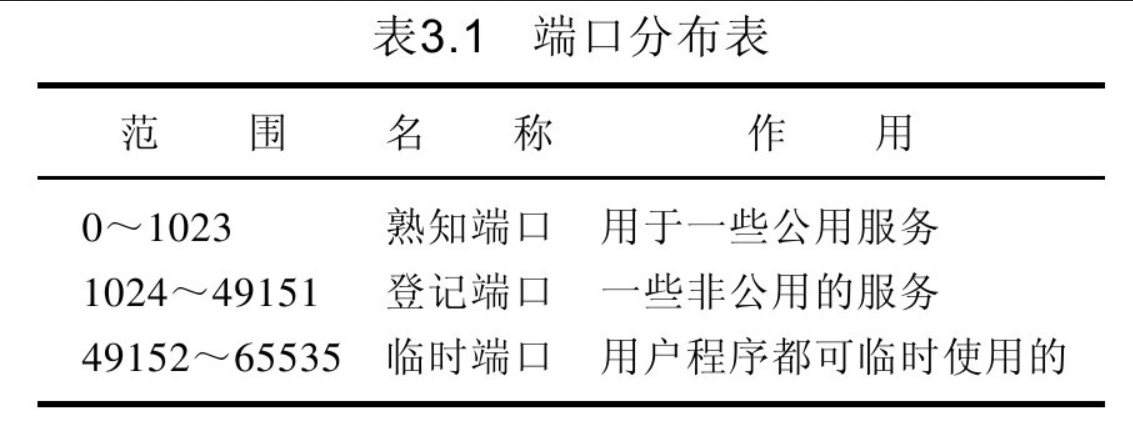 表3.1 端口分布表
范 围 名 称 作 用
0～1023 熟知端口 用于一些公用服务
1024～49151 登记端口 一些非公用的服务
49152～65535 临时端口 用户程序都可临时使用的